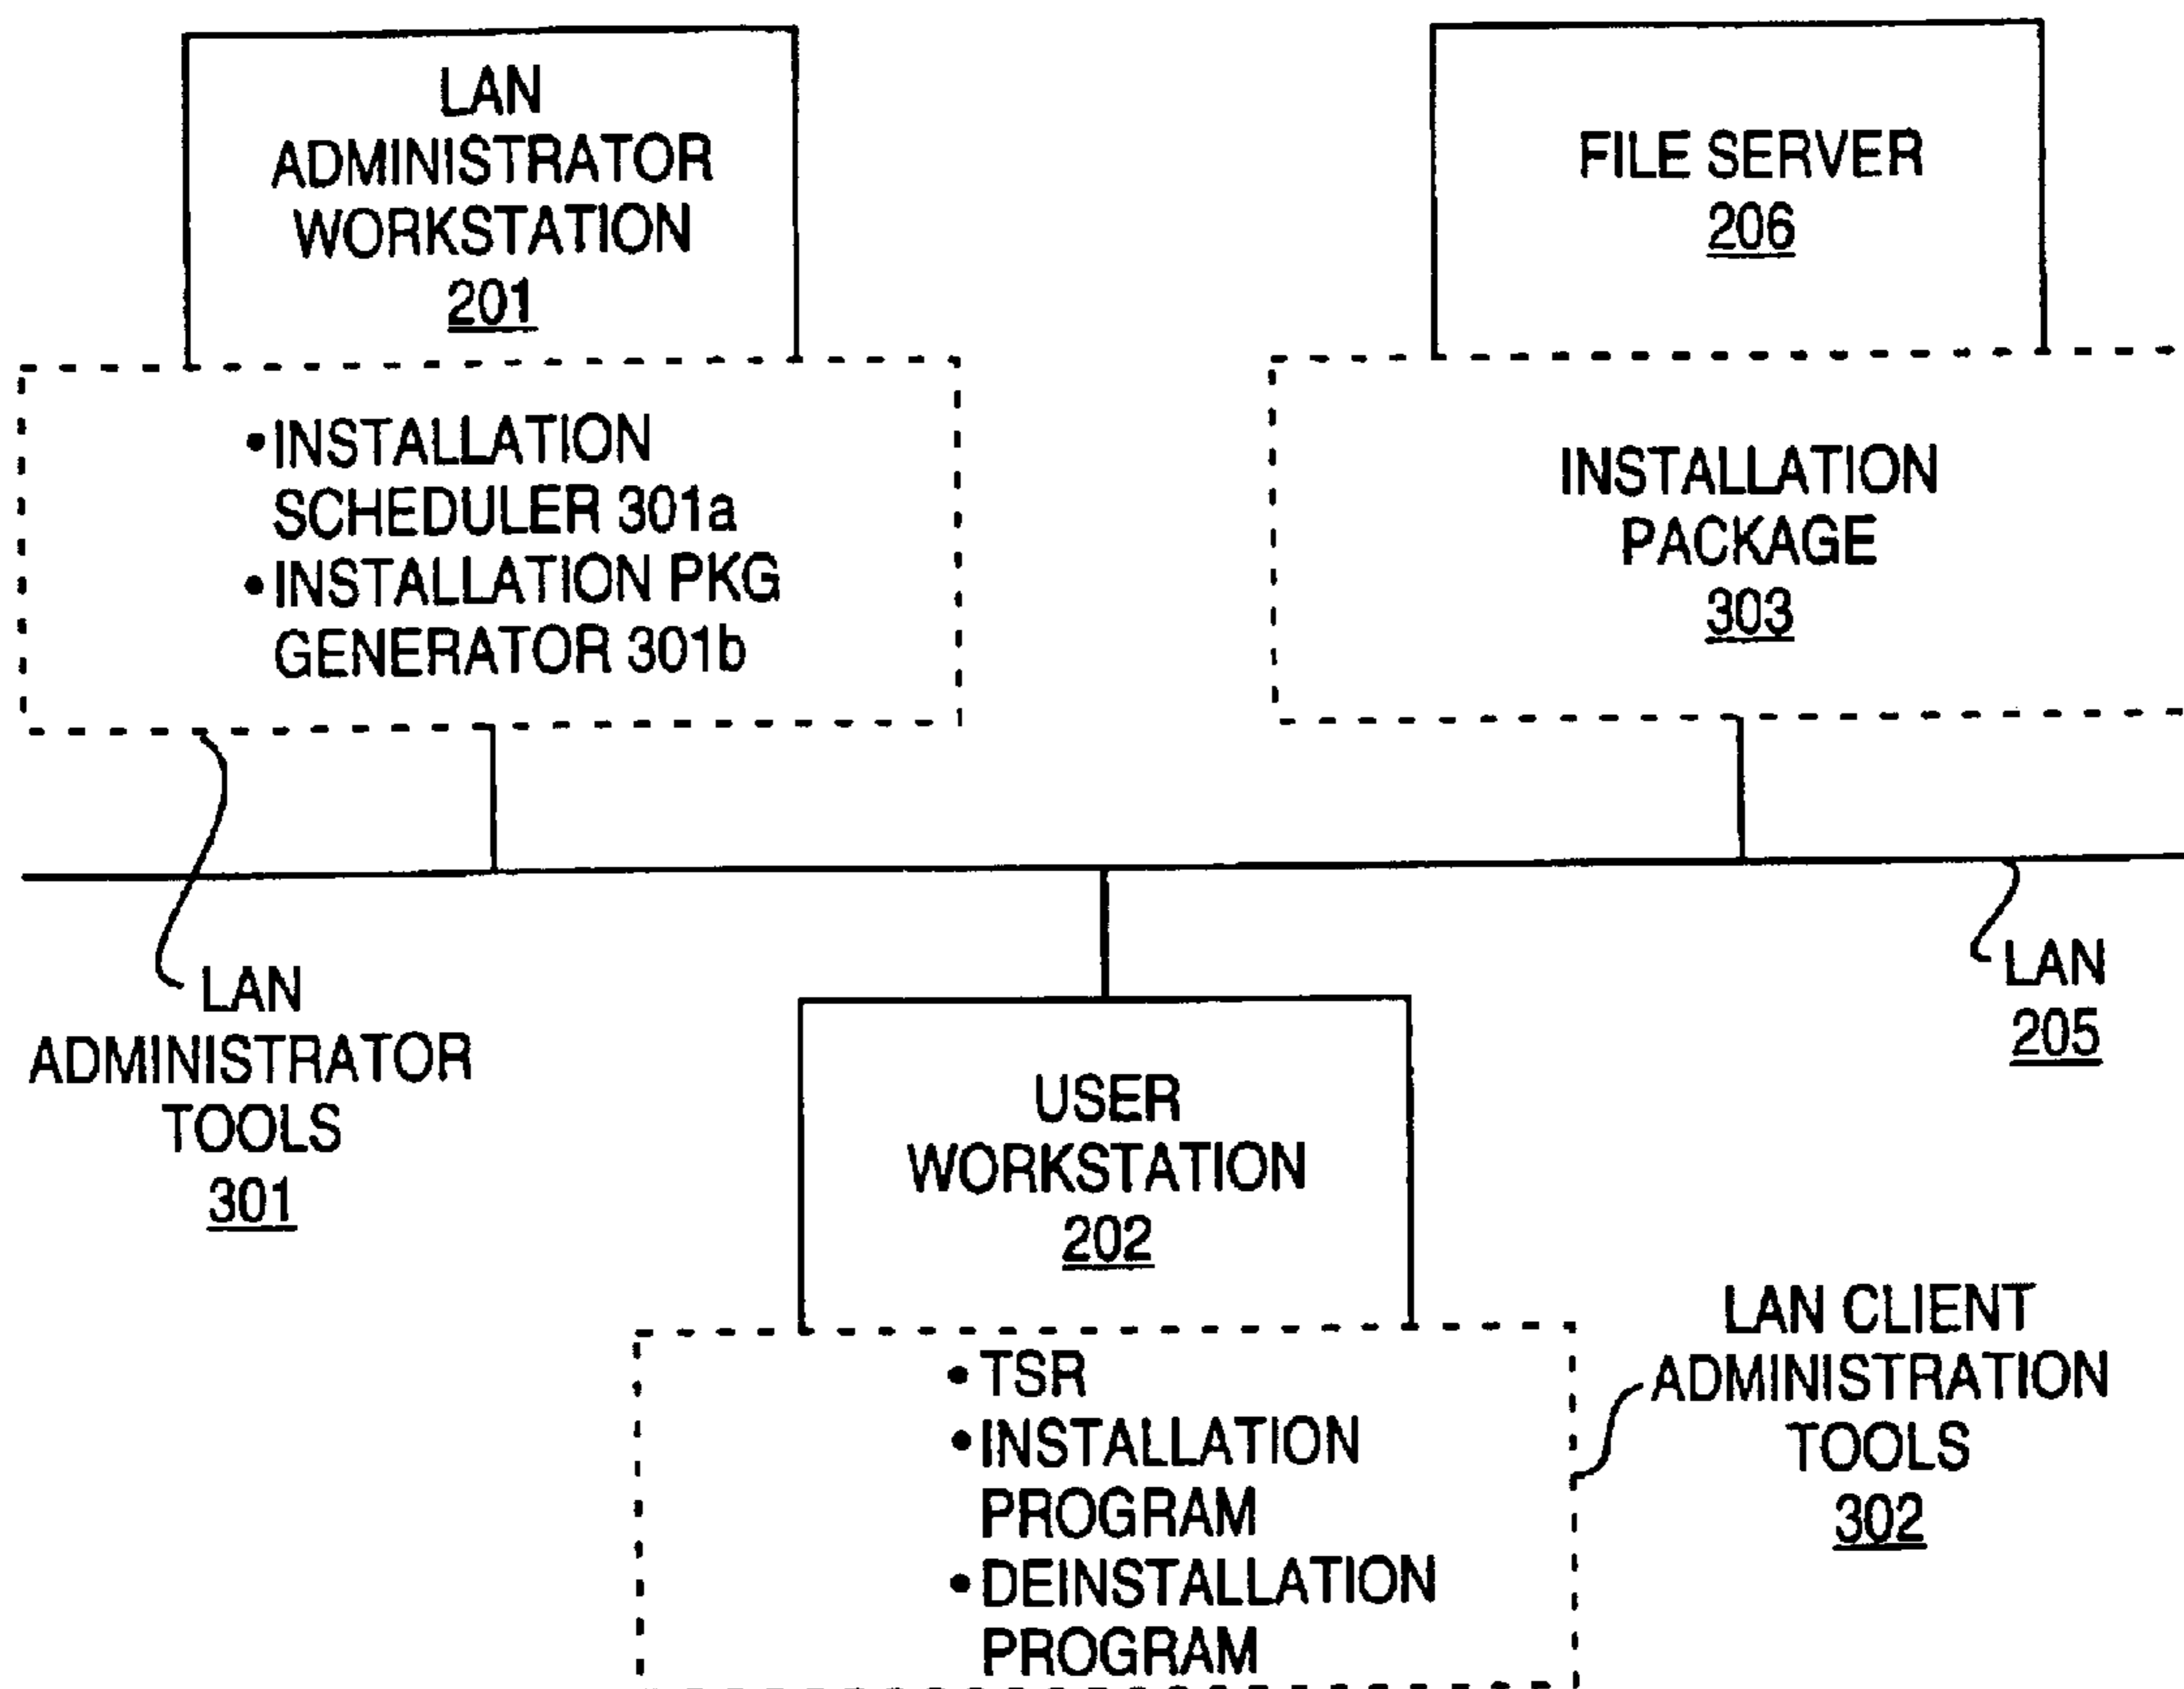 LAN
ADMINISTRATOR
WORKSTATION
201
FILE SERVER
206
•INSTALLATION
SCHEDULER 301a
•INSTALLATION PKG
GENERATOR 301b
INSTALLATION
PACKAGE
303
LAN
ADMINISTRATOR
TOOLS
301
LAN
205
USER
WORKSTATION
202
•TSR
•INSTALLATION
PROGRAM
•DEINSTALLATION
PROGRAM
LAN CLIENT
ADMINISTRATION
TOOLS
302